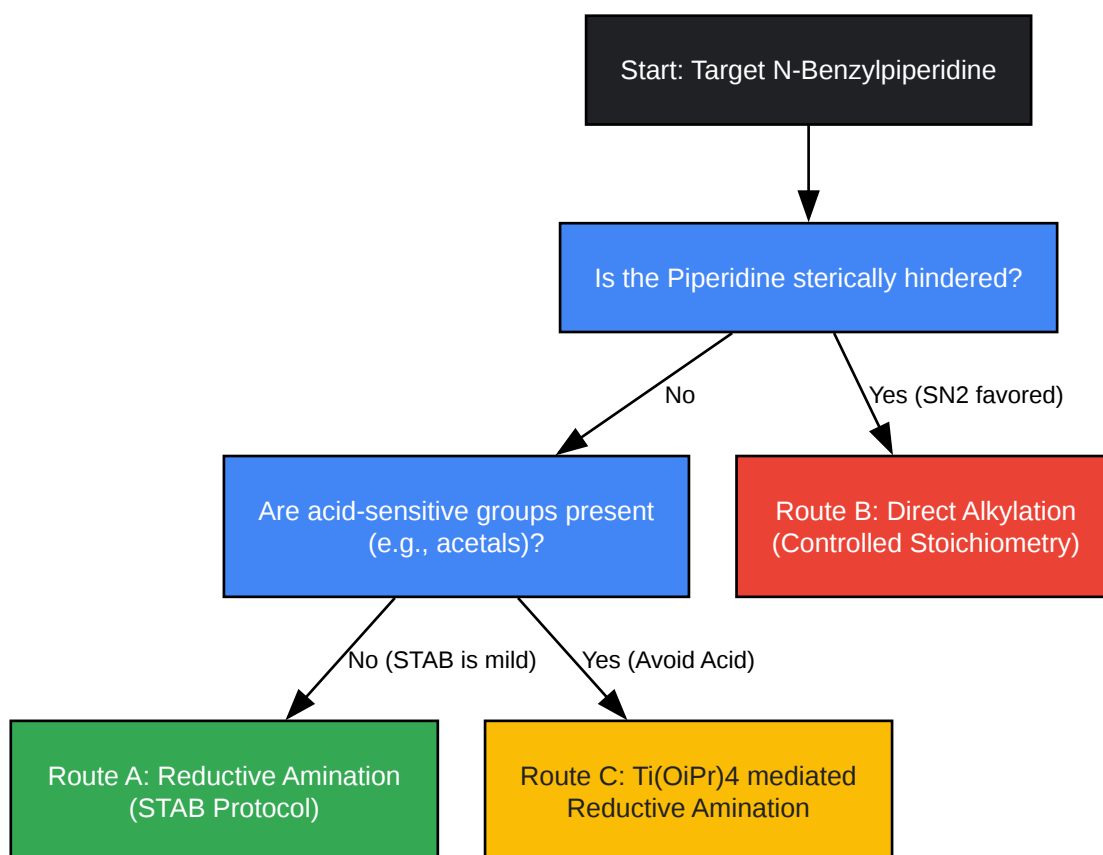 Start: Target N-Benzylpiperidine
Is the Piperidine sterically hindered?
No
Yes (SN2 favored)
Are acid-sensitive groups present
(e.g., acetals)?
Route B: Direct Alkylation
(Controlled Stoichiometry)
No (STAB is mild)
Yes (Avoid Acid)
Route A: Reductive Amination
(STAB Protocol)
Route C: Ti(OiPr)4 mediated
Reductive Amination